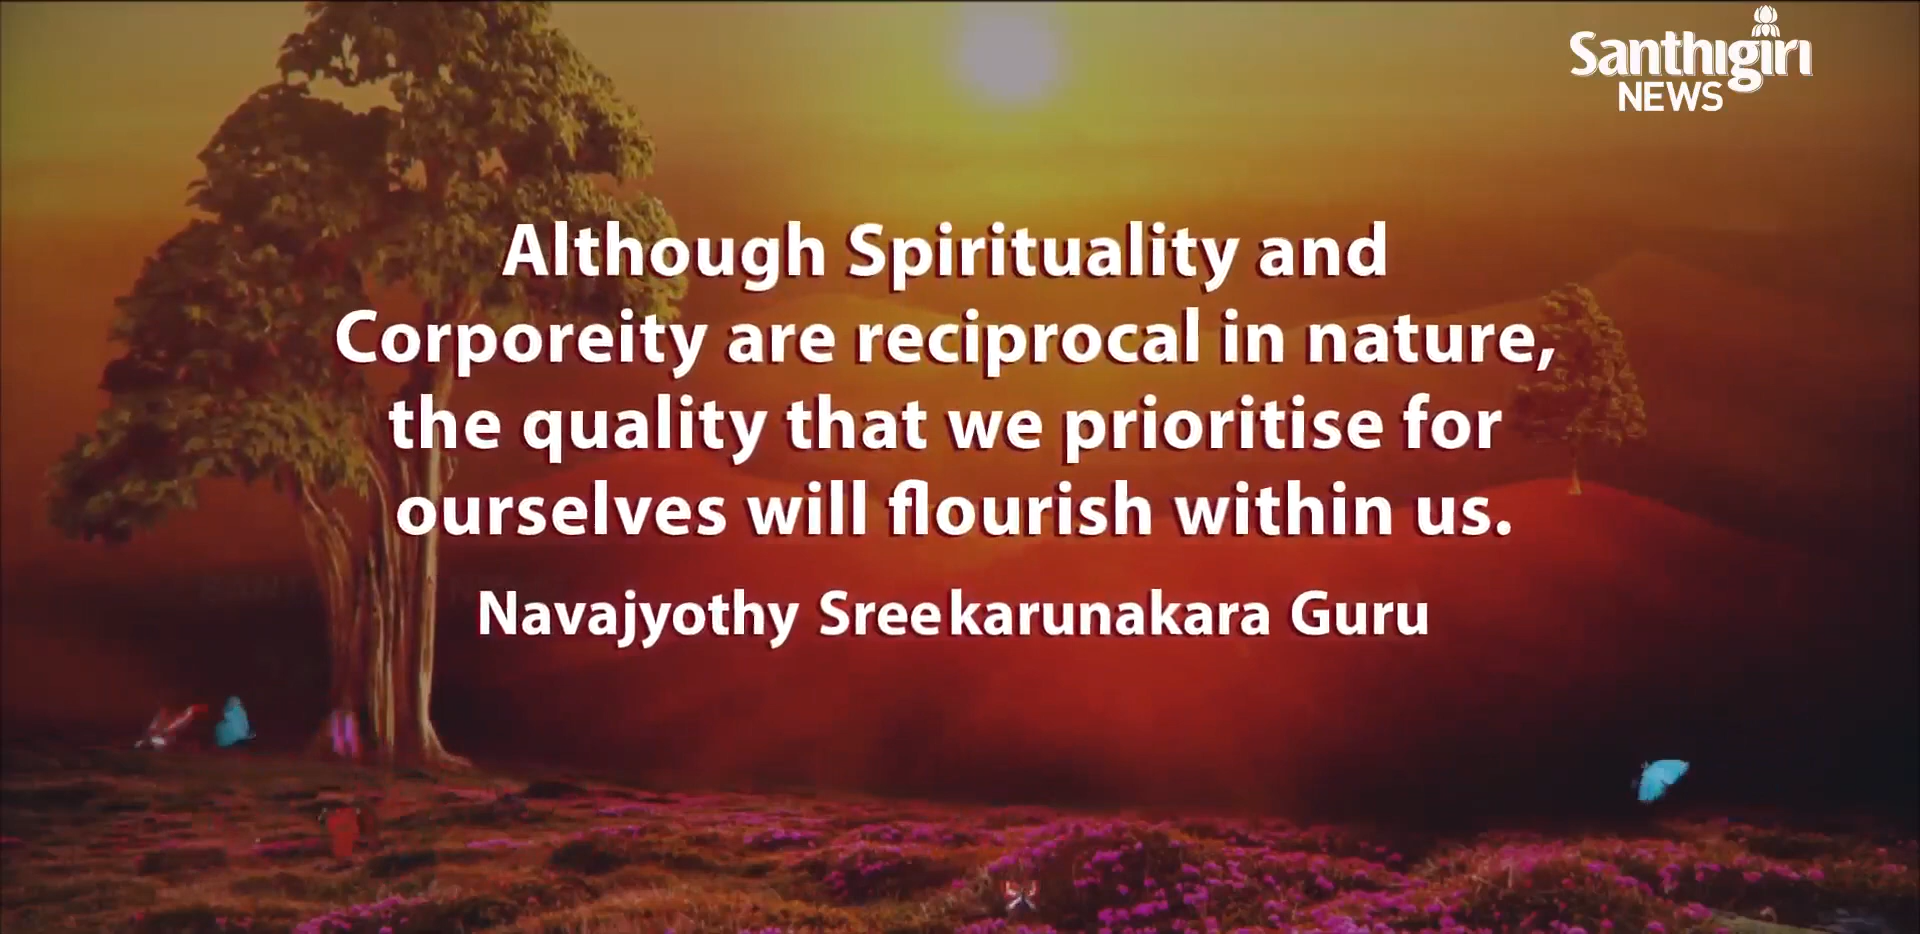 Santhigiri
NEWS
Although Spirituality and
Corporeity are reciprocal in nature,
the quality that we prioritise for
ourselves will flourish within us.
Navajyothy Sreekarunakara Guru